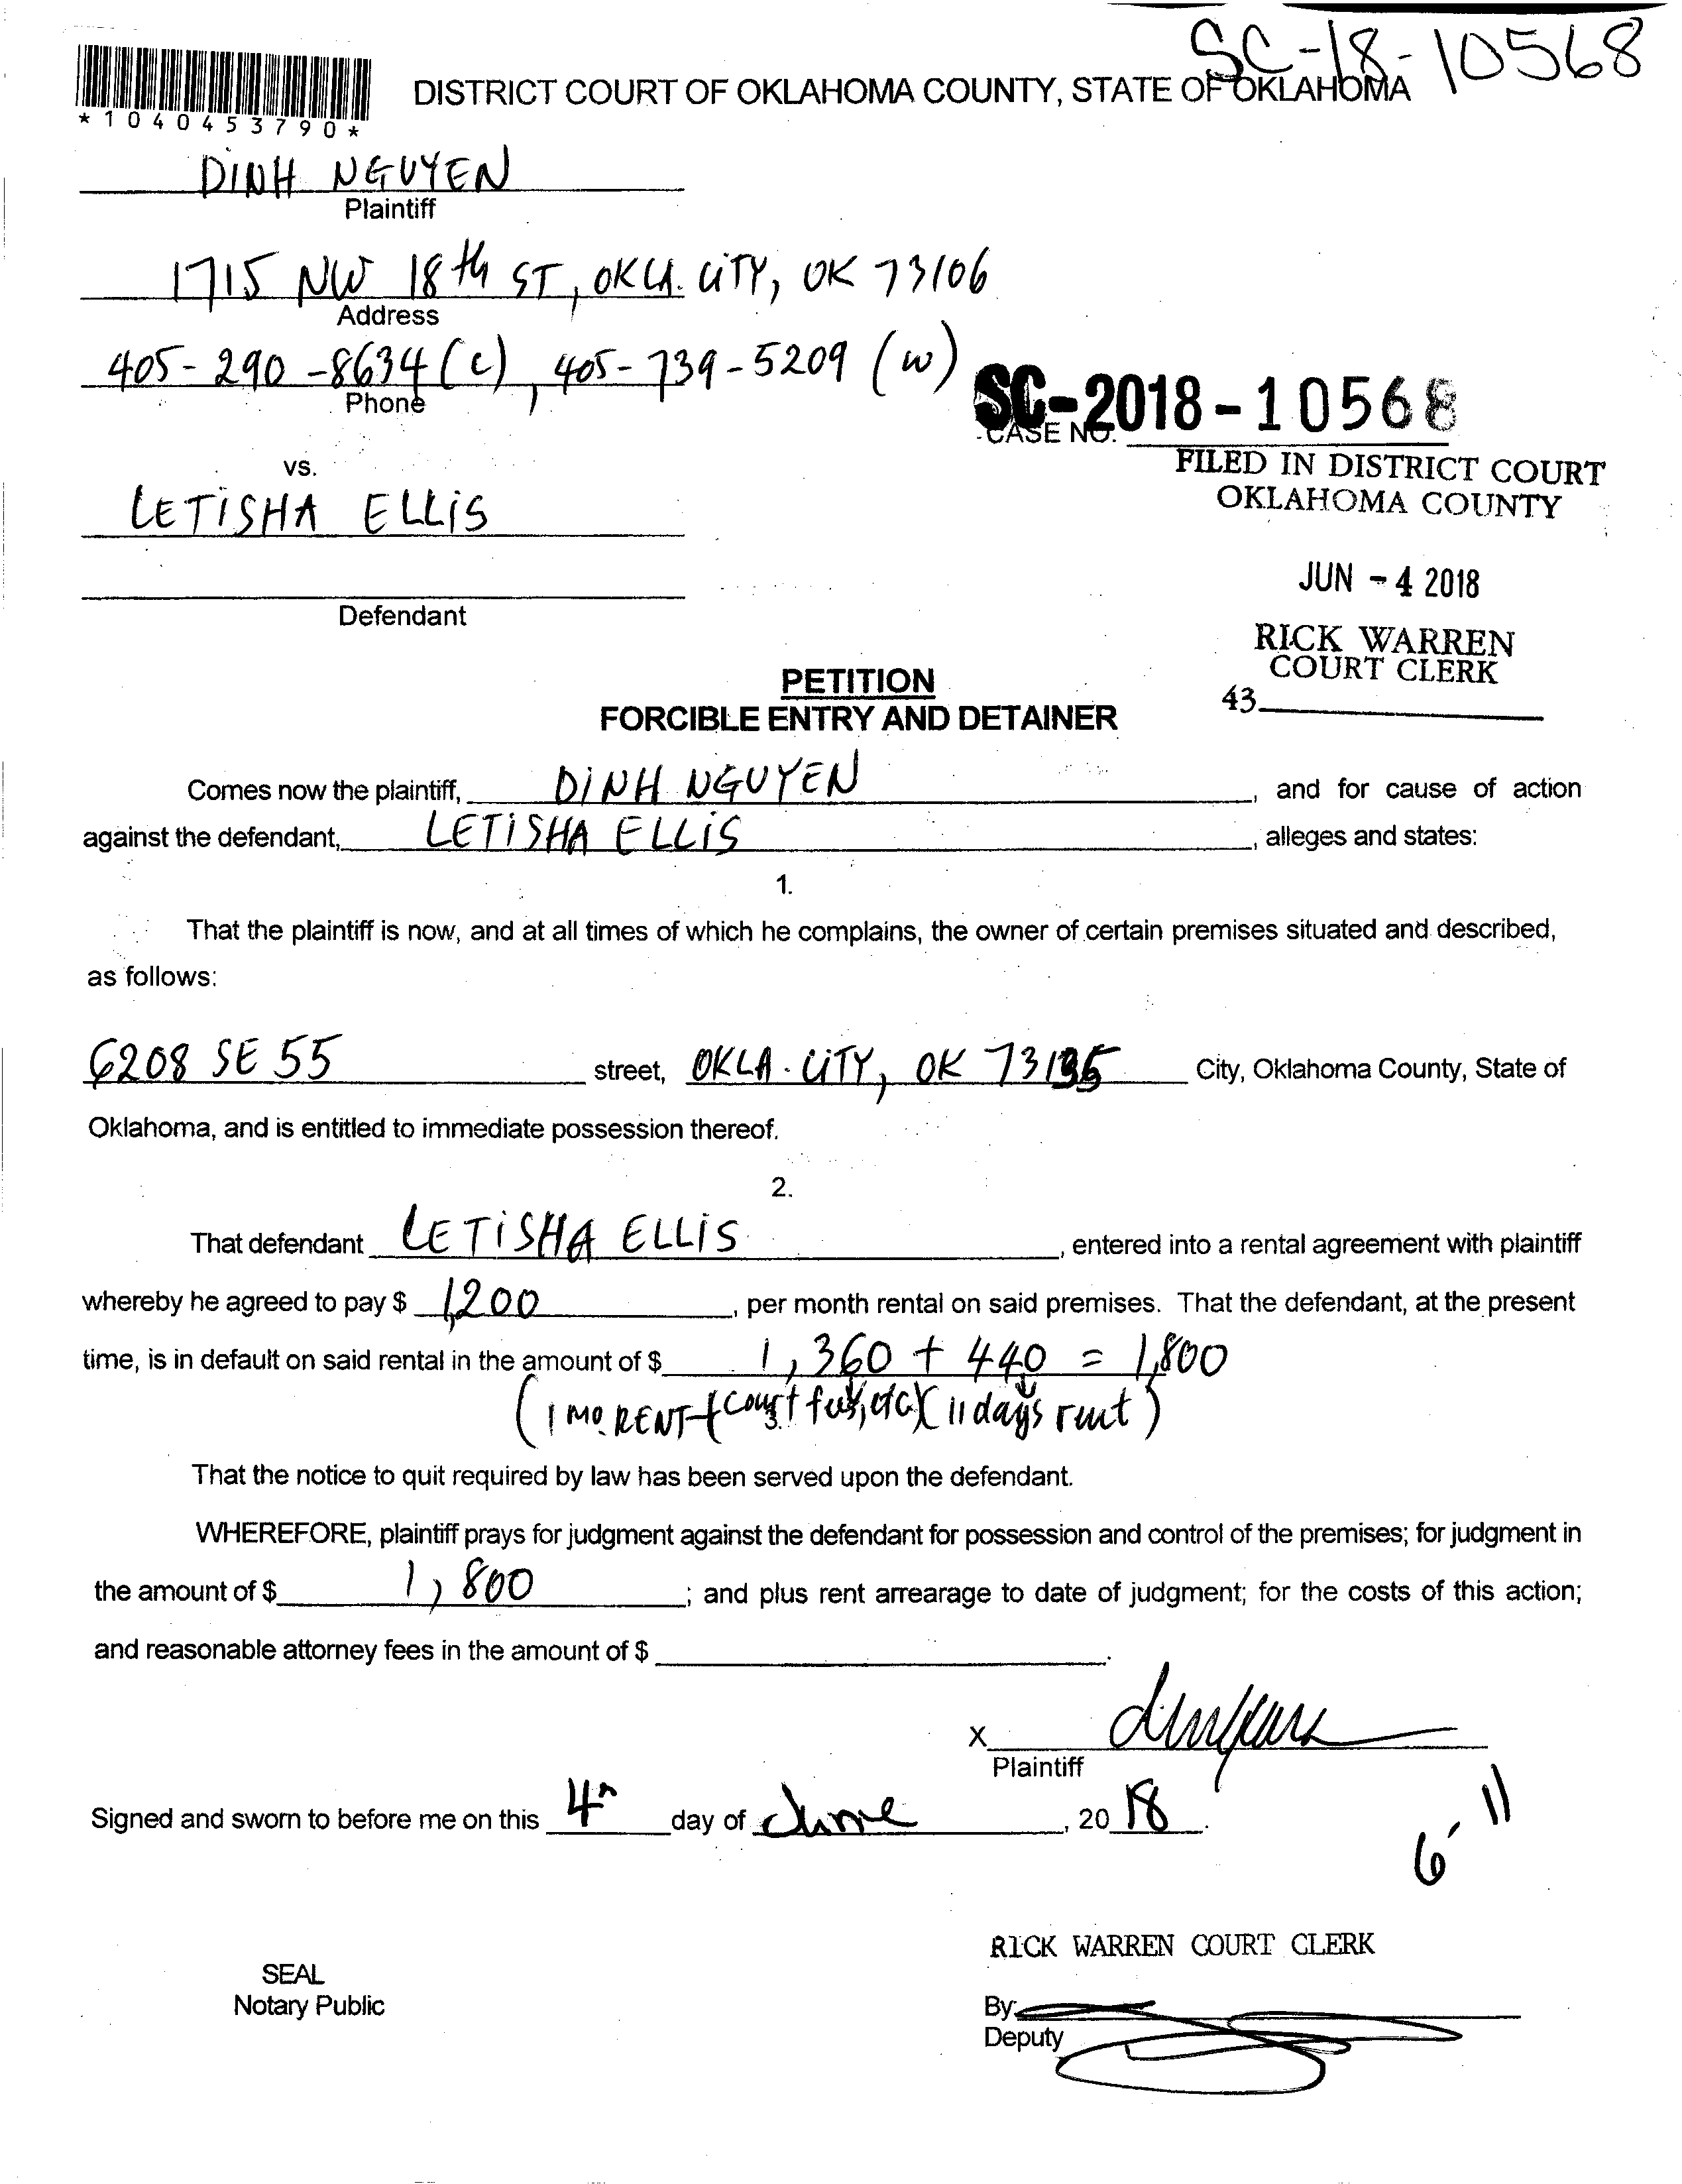 SC-18-10568
*1040453790*
DISTRICT COURT OF OKLAHOMA COUNTY, STATE OF OKLAHOMA
DINH NGUYEN
Plaintiff
1715 NW 18th ST, OKLA. CITY, OK 73106
Address
405-290-8634 (c), 405-739-5209 (w)
Phone
SC-2018-10568
CASE NO.
FILED IN DISTRICT COURT
OKLAHOMA COUNTY
vs.
LETISHA ELLIS
JUN - 4 2018
Defendant
RICK WARREN
COURT CLERK
43
PETITION
FORCIBLE ENTRY AND DETAINER
Comes now the plaintiff, DINH NGUYEN, and for cause of action
against the defendant, LETISHA ELLIS, alleges and states:
1.
That the plaintiff is now, and at all times of which he complains, the owner of certain premises situated and described,
as follows:
6208 SE 55 street, OKLA. CITY, OK 73135 City, Oklahoma County, State of
Oklahoma, and is entitled to immediate possession thereof.
2.
That defendant LETISHA ELLIS, entered into a rental agreement with plaintiff
whereby he agreed to pay $ 1,200, per month rental on said premises. That the defendant, at the present
time, is in default on said rental in the amount of $ 1,360 + 440 = 1,800
(1 MO. RENT + court fees, etc) (11 days rent)
That the notice to quit required by law has been served upon the defendant.
WHEREFORE, plaintiff prays for judgment against the defendant for possession and control of the premises; for judgment in
the amount of $ 1,800; and plus rent arrearage to date of judgment; for the costs of this action;
and reasonable attorney fees in the amount of $ .
X
Plaintiff
Signed and sworn to before me on this 4th day of June, 2018.
6-11
RICK WARREN COURT CLERK
SEAL
Notary Public
By:
Deputy